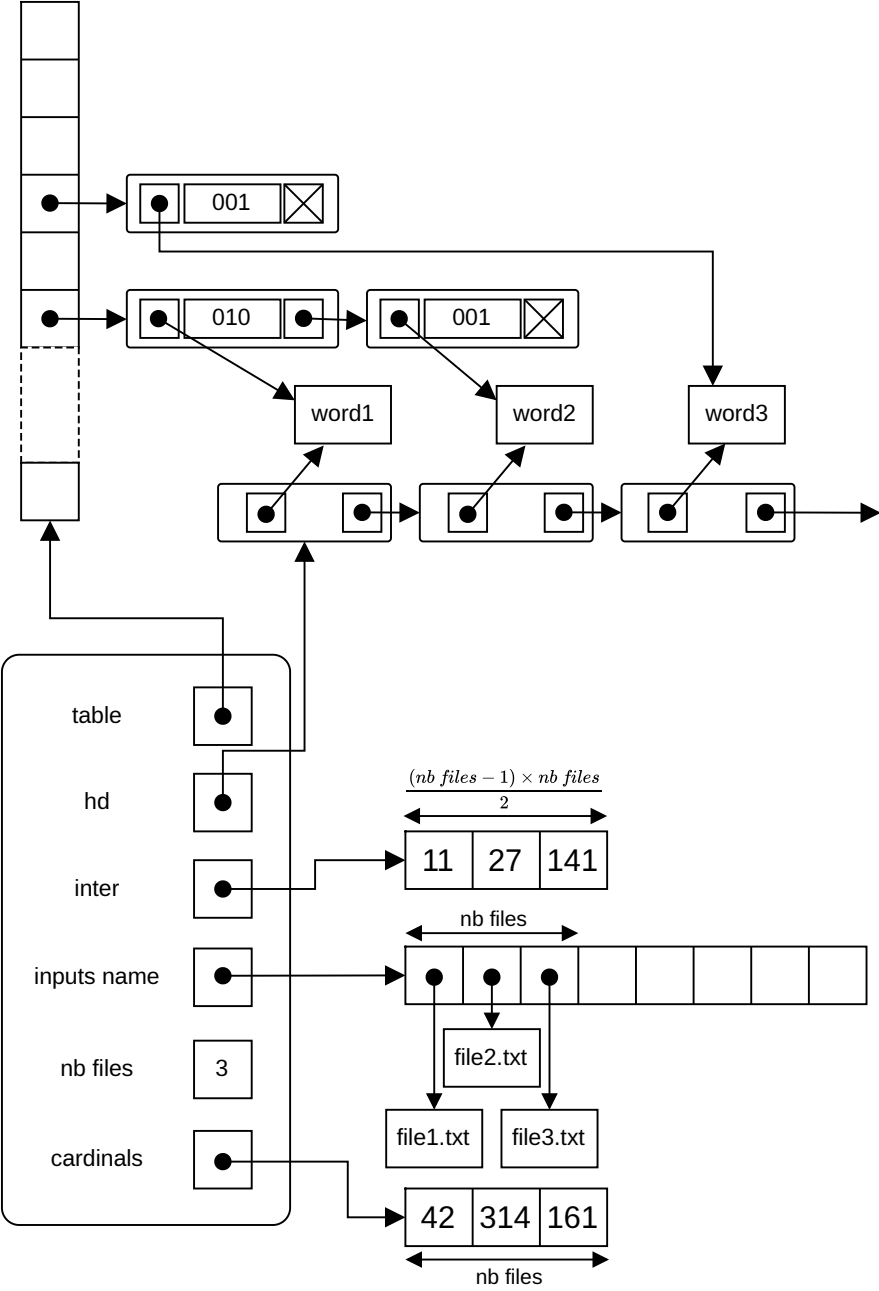 001
010
001
word1
word2
word3
table
hd
inter
inputs name
nb files
3
cardinals
(nb files − 1) × nb files
2
11 27 141
nb files
file2.txt
file1.txt
file3.txt
42 314 161
nb files